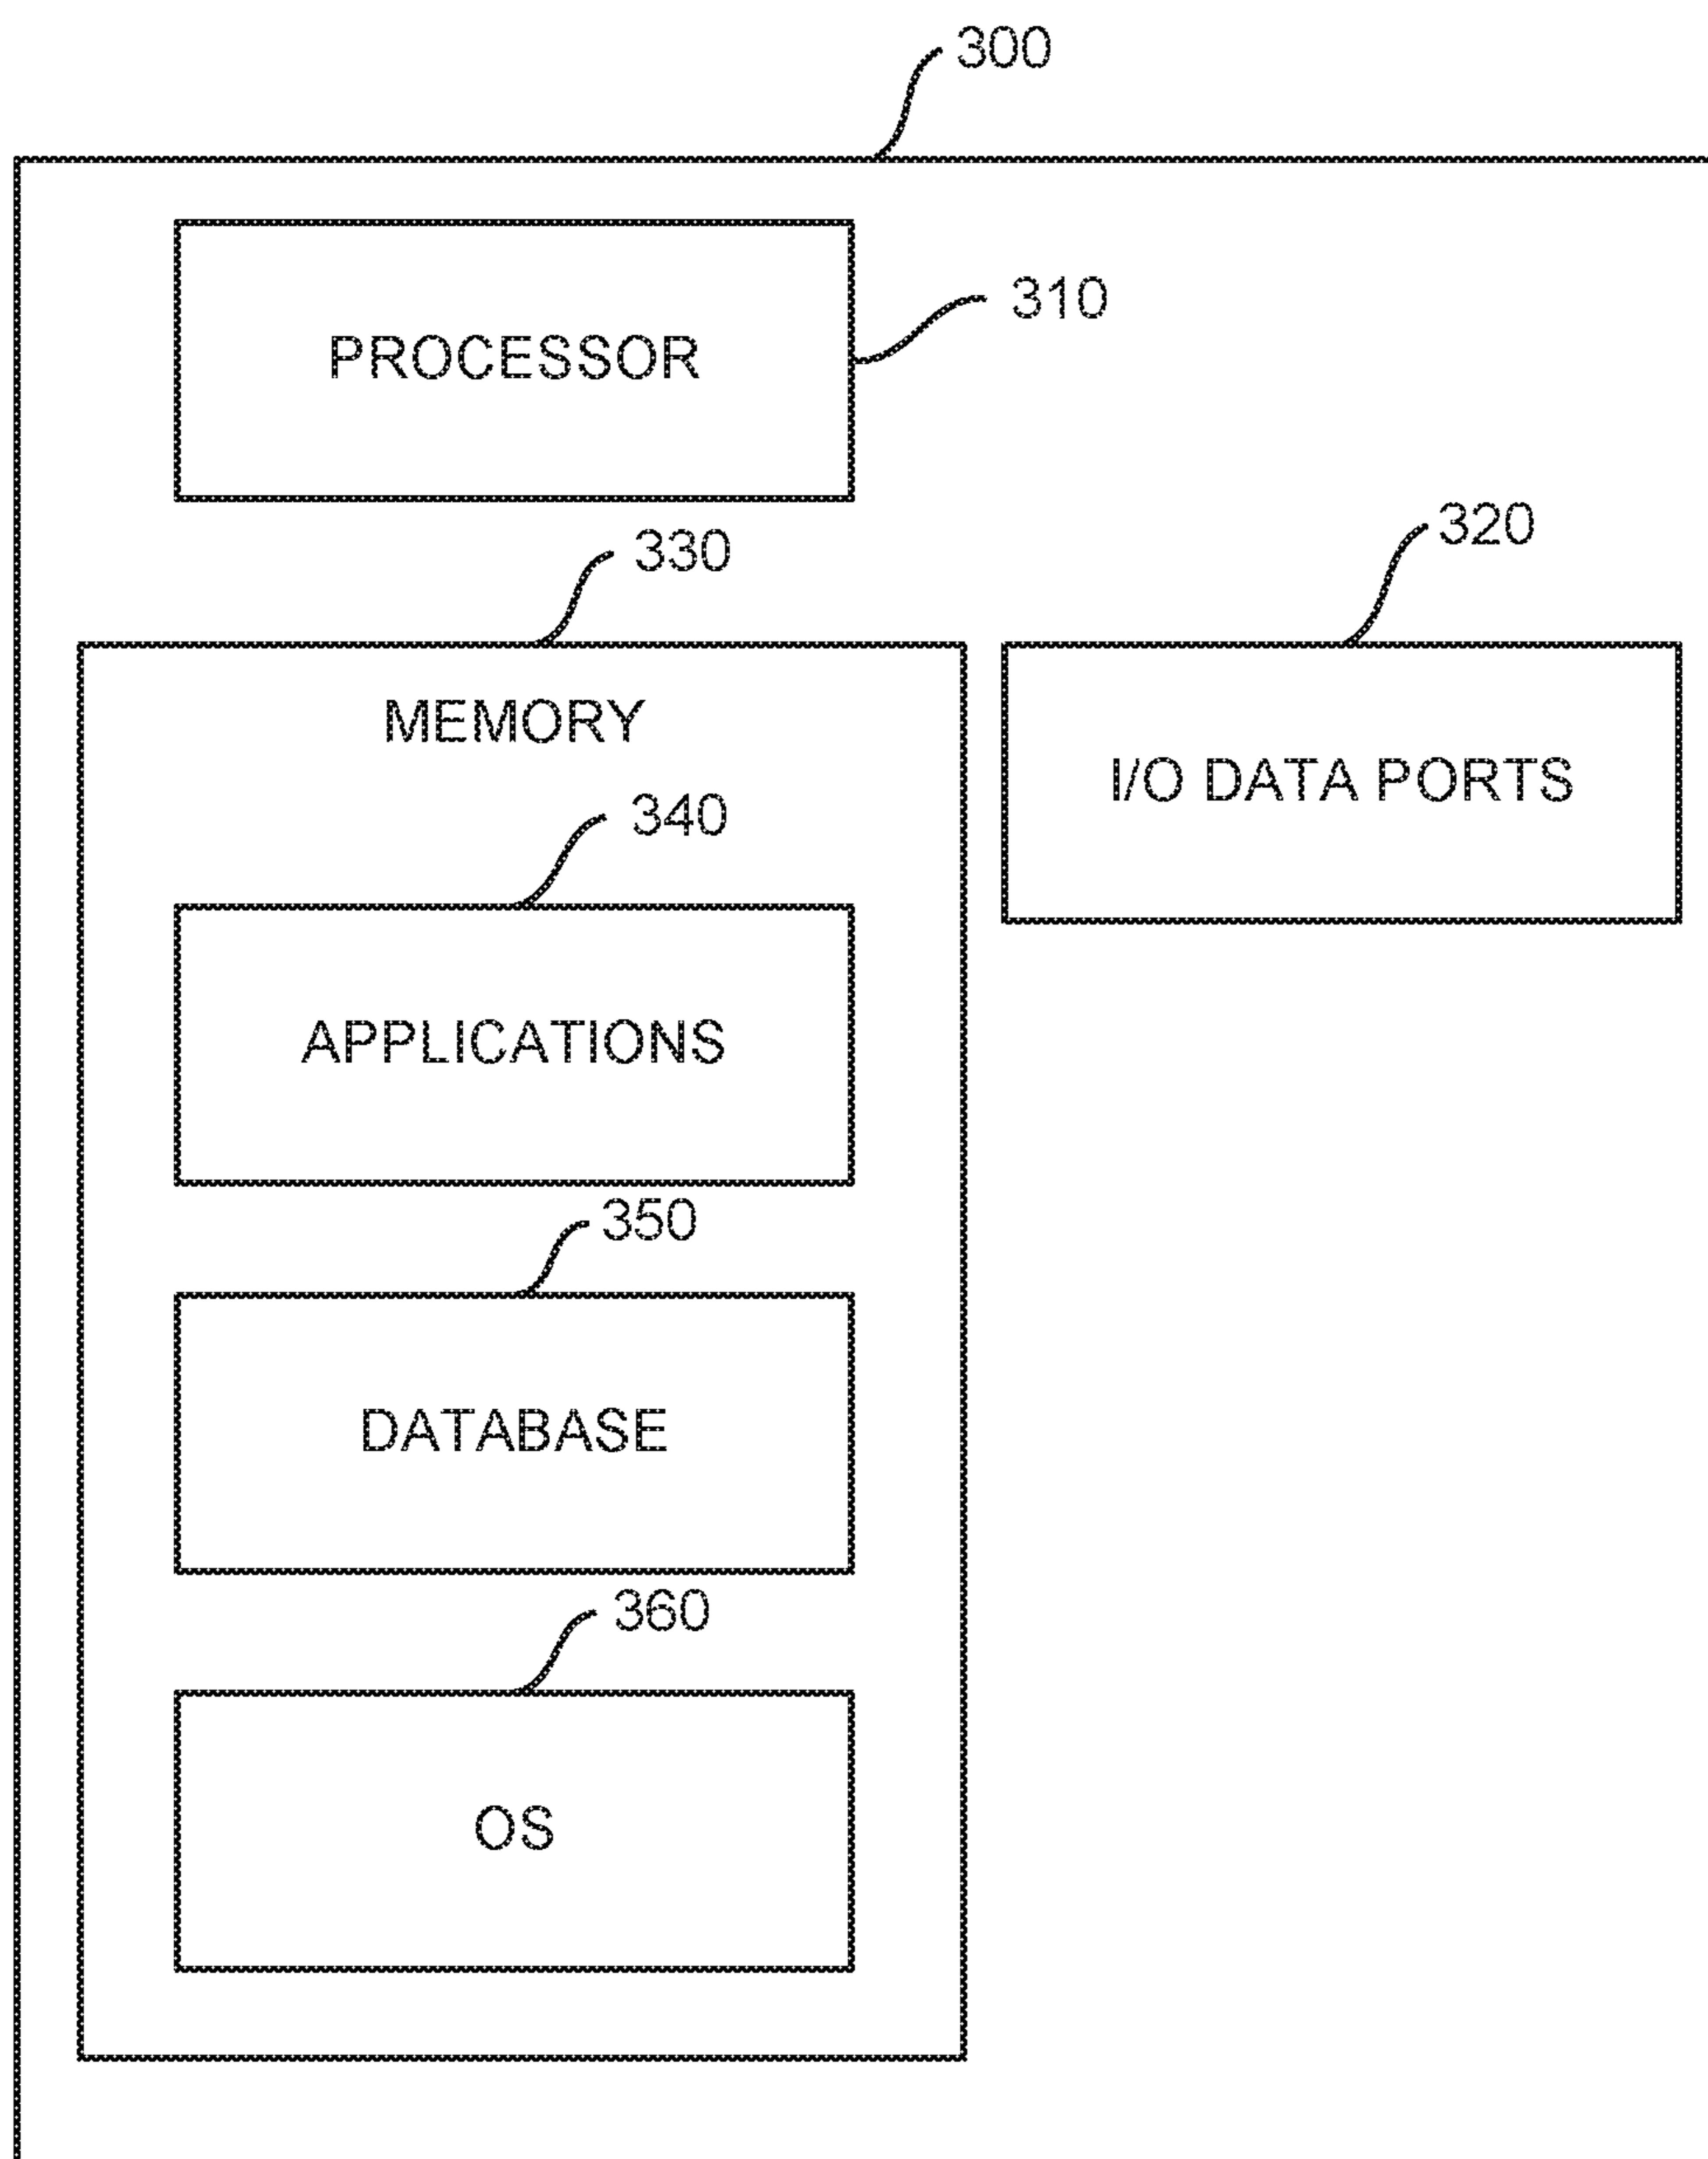 300
PROCESSOR
310
330
320
MEMORY
I/O DATA PORTS
340
APPLICATIONS
350
DATABASE
360
OS